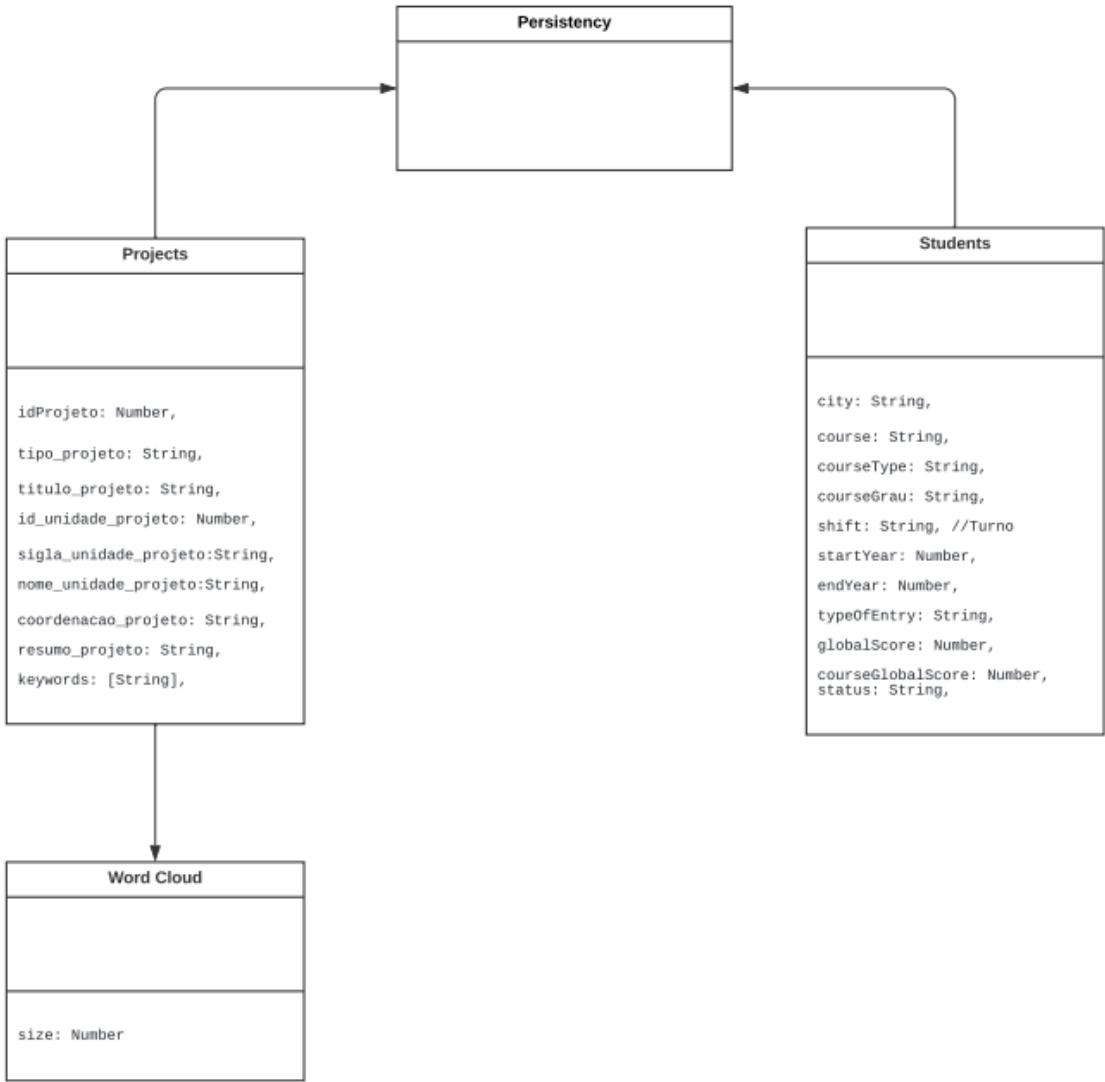 Persistency
Projects
idProjeto: Number,
tipo_projeto: String,
titulo_projeto: String,
id_unidade_projeto: Number,
sigla_unidade_projeto:String,
nome_unidade_projeto:String,
coordenacao_projeto: String,
resumo_projeto: String,
keywords: [String],
Students
city: String,
course: String,
courseType: String,
courseGrau: String,
shift: String, //Turno
startYear: Number,
endYear: Number,
typeOfEntry: String,
globalScore: Number,
courseGlobalScore: Number,
status: String,
Word Cloud
size: Number